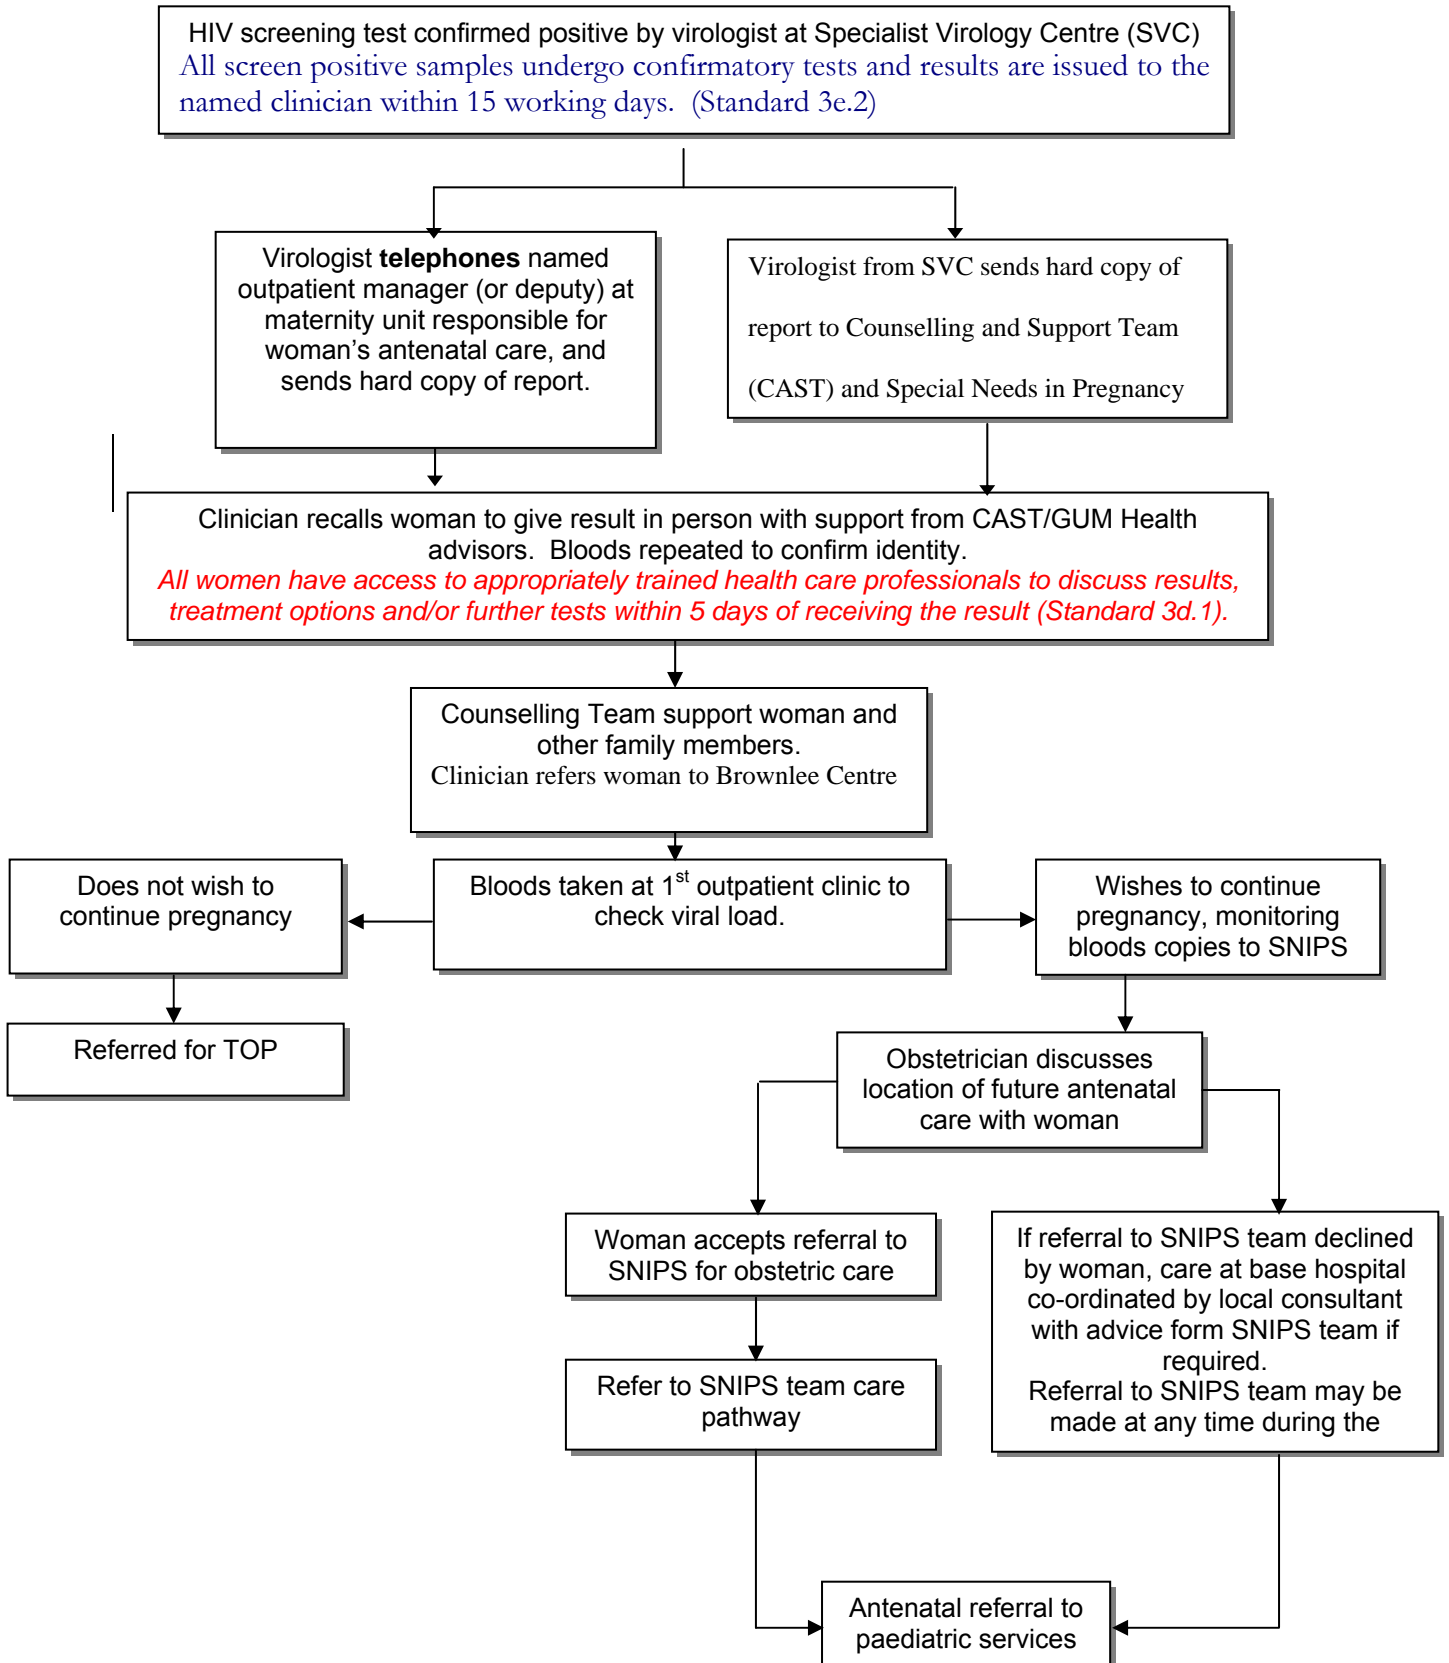 HIV screening test confirmed positive by virologist at Specialist Virology Centre (SVC)
All screen positive samples undergo confirmatory tests and results are issued to the
named clinician within 15 working days.  (Standard 3e.2)
Virologist telephones named
outpatient manager (or deputy) at
maternity unit responsible for
woman’s antenatal care, and
sends hard copy of report.
Virologist from SVC sends hard copy of
report to Counselling and Support Team
(CAST) and Special Needs in Pregnancy
Clinician recalls woman to give result in person with support from CAST/GUM Health
advisors.  Bloods repeated to confirm identity.
All women have access to appropriately trained health care professionals to discuss results,
treatment options and/or further tests within 5 days of receiving the result (Standard 3d.1).
Counselling Team support woman and
other family members.
Clinician refers woman to Brownlee Centre
Does not wish to
continue pregnancy
Bloods taken at 1st outpatient clinic to
check viral load.
Wishes to continue
pregnancy, monitoring
bloods copies to SNIPS
Referred for TOP
Obstetrician discusses
location of future antenatal
care with woman
Woman accepts referral to
SNIPS for obstetric care
If referral to SNIPS team declined
by woman, care at base hospital
co-ordinated by local consultant
with advice form SNIPS team if
required.
Referral to SNIPS team may be
made at any time during the
Refer to SNIPS team care
pathway
Antenatal referral to
paediatric services